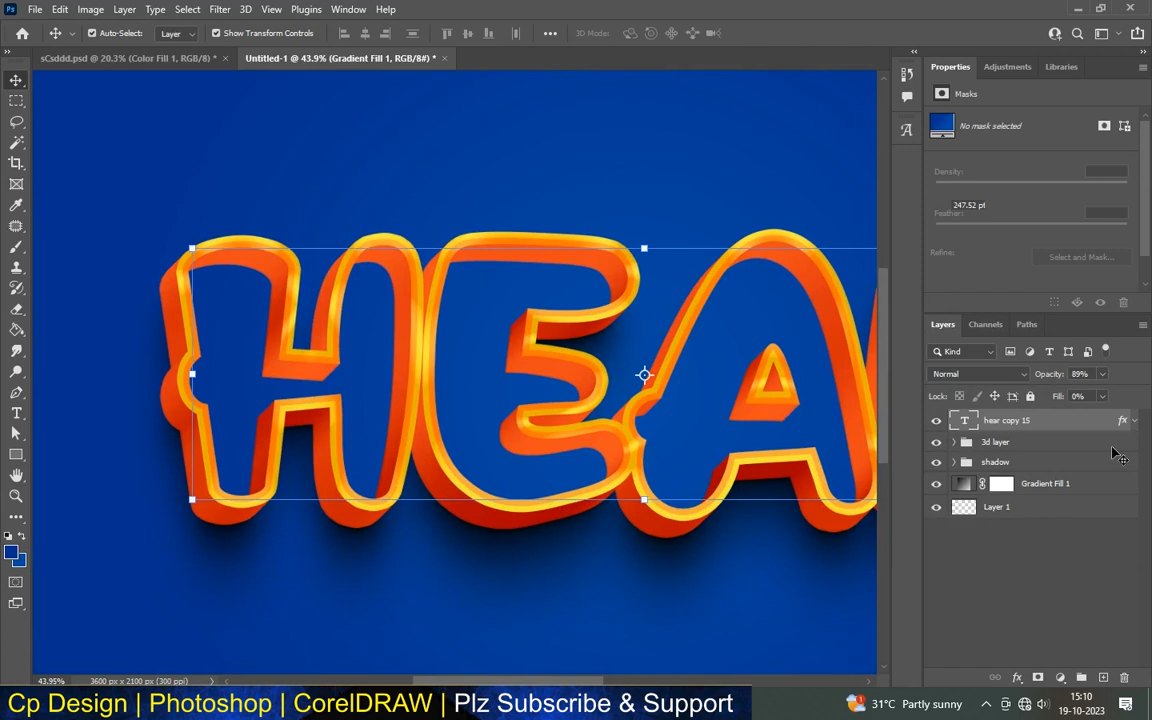 Ps File Edit Image Layer Type Select Filter 3D View Plugins Window Help
Auto-Select: Layer Show Transform Controls 3D Mode:
sCsddd.psd @ 20.3% (Color Fill 1, RGB/8) * × Untitled-1 @ 43.9% (Gradient Fill 1, RGB/8#) * ×
Properties Adjustments Libraries
Masks
No mask selected
Density:
247.52 pt
Feather:
Refine: Select and Mask...
HEA
Layers Channels Paths
Kind
Normal Opacity: 89%
Lock: Fill: 0%
T hear copy 15 fx
3d layer
shadow
Gradient Fill 1
Layer 1
43.95% 3600 px x 2100 px (300 ppi)
Cp Design | Photoshop | CorelDRAW | Plz Subscribe & Support
31°C Partly sunny
15:10
19-10-2023